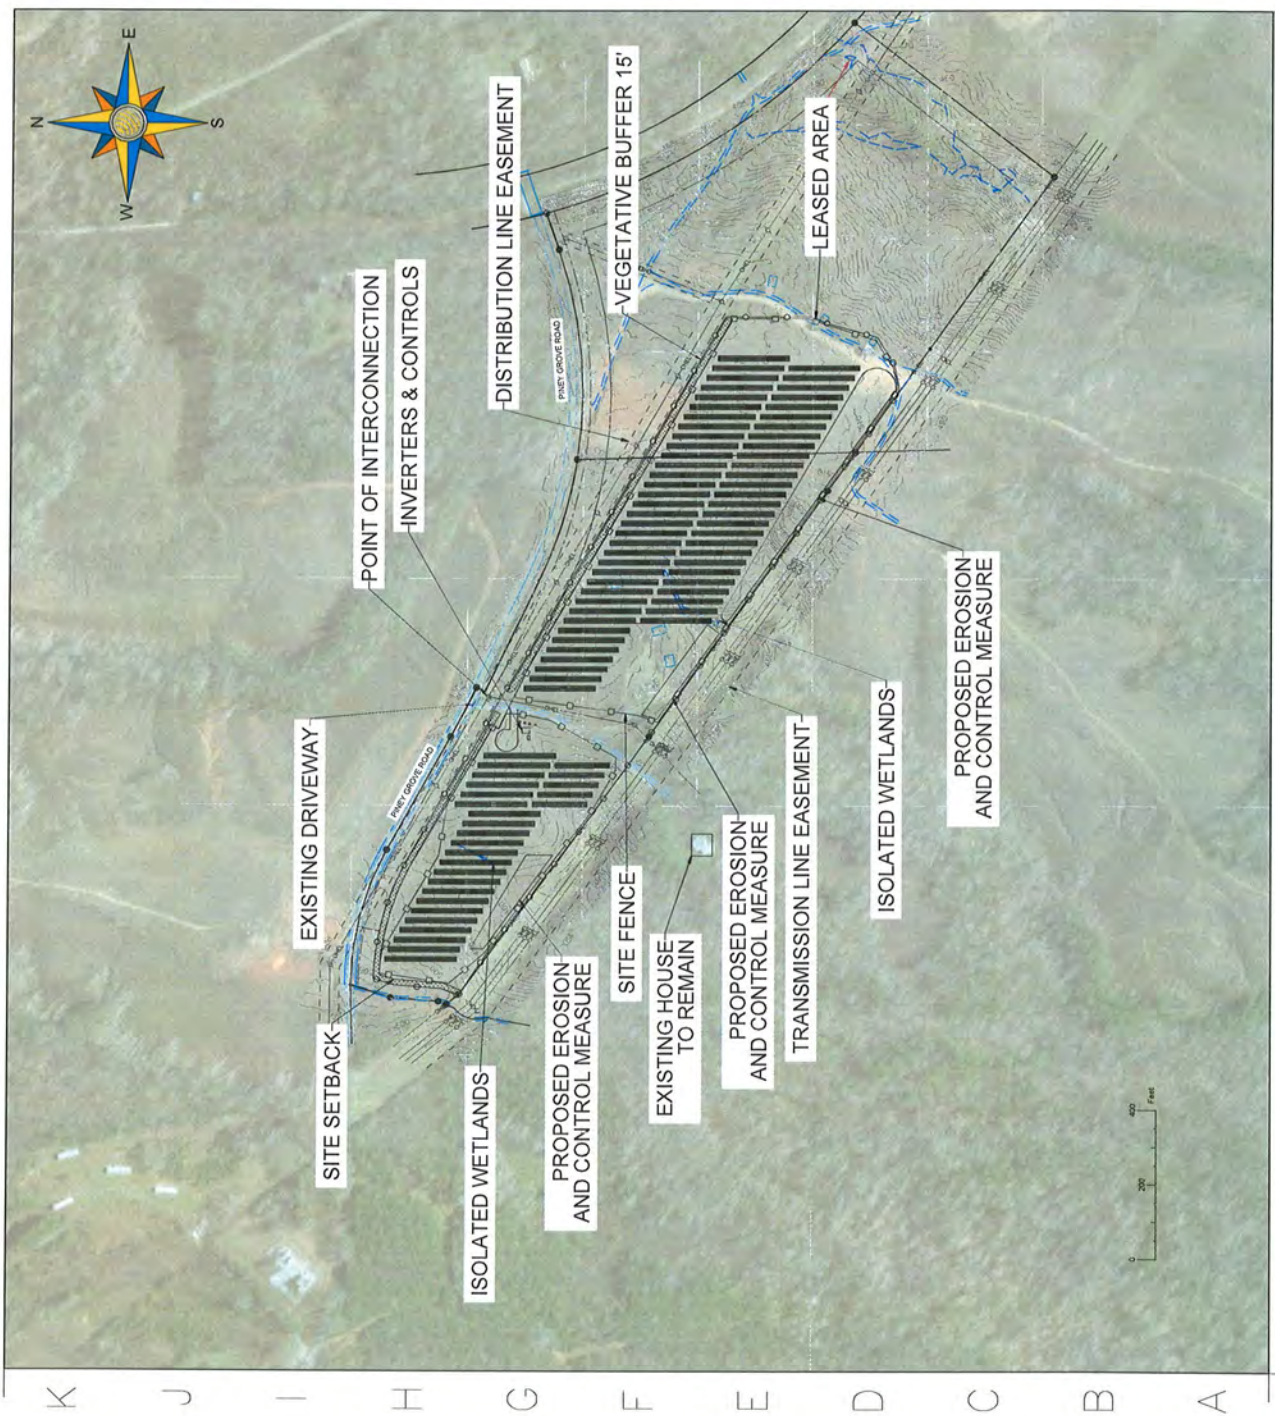 N
E
S
W
POINT OF INTERCONNECTION
INVERTERS & CONTROLS
DISTRIBUTION LINE EASEMENT
VEGETATIVE BUFFER 15'
PINEY GROVE ROAD
LEASED AREA
EXISTING DRIVEWAY
PINEY GROVE ROAD
SITE SETBACK
ISOLATED WETLANDS
PROPOSED EROSION
AND CONTROL MEASURE
SITE FENCE
EXISTING HOUSE
TO REMAIN
PROPOSED EROSION
AND CONTROL MEASURE
TRANSMISSION LINE EASEMENT
ISOLATED WETLANDS
PROPOSED EROSION
AND CONTROL MEASURE
0 200 400
Feet
K
J
I
H
G
F
E
D
C
B
A